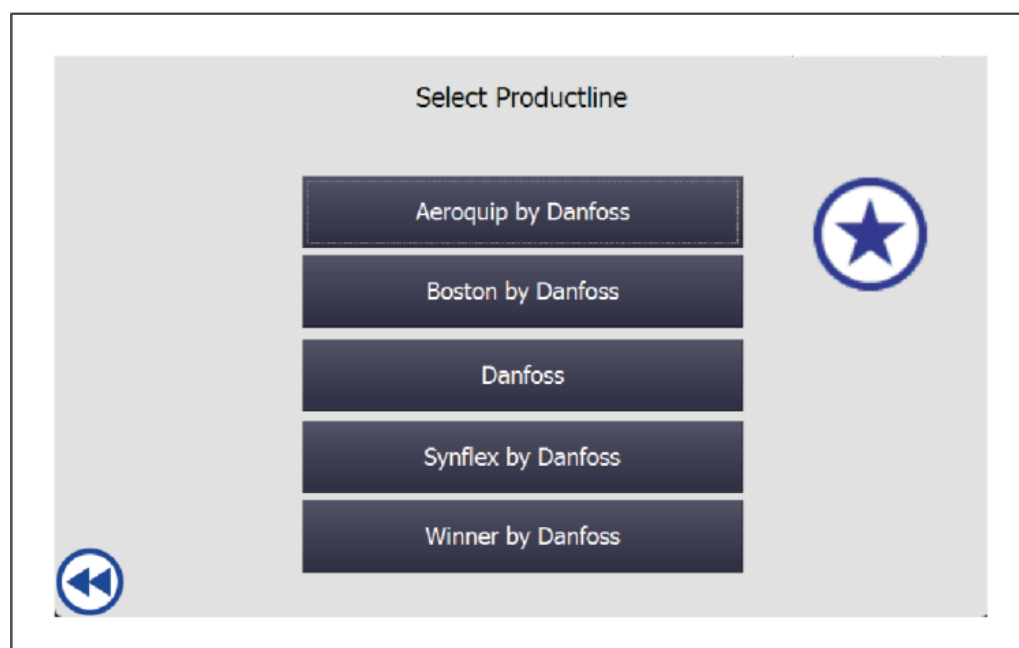 Select Productline
Aeroquip by Danfoss
Boston by Danfoss
Danfoss
Synflex by Danfoss
Winner by Danfoss